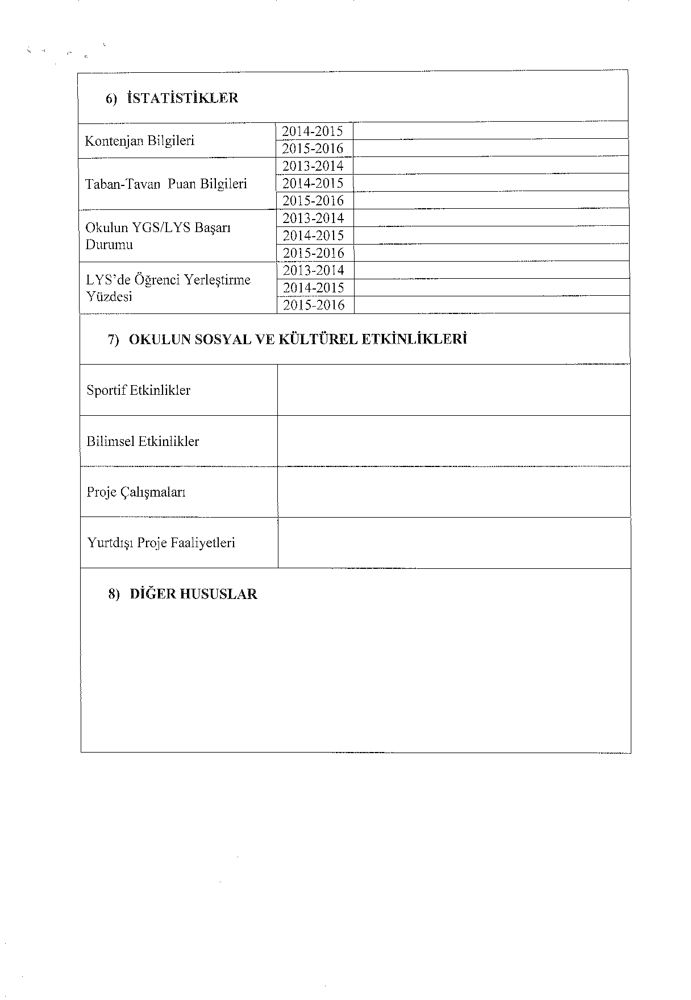 6) İSTATİSTİKLER
Kontenjan Bilgileri
2014-2015
2015-2016
Taban-Tavan Puan Bilgileri
2013-2014
2014-2015
2015-2016
Okulun YGS/LYS Başarı
Durumu
2013-2014
2014-2015
2015-2016
LYS'de Öğrenci Yerleştirme
Yüzdesi
2013-2014
2014-2015
2015-2016
7) OKULUN SOSYAL VE KÜLTÜREL ETKİNLİKLERİ
Sportif Etkinlikler
Bilimsel Etkinlikler
Proje Çalışmaları
Yurtdışı Proje Faaliyetleri
8) DİĞER HUSUSLAR